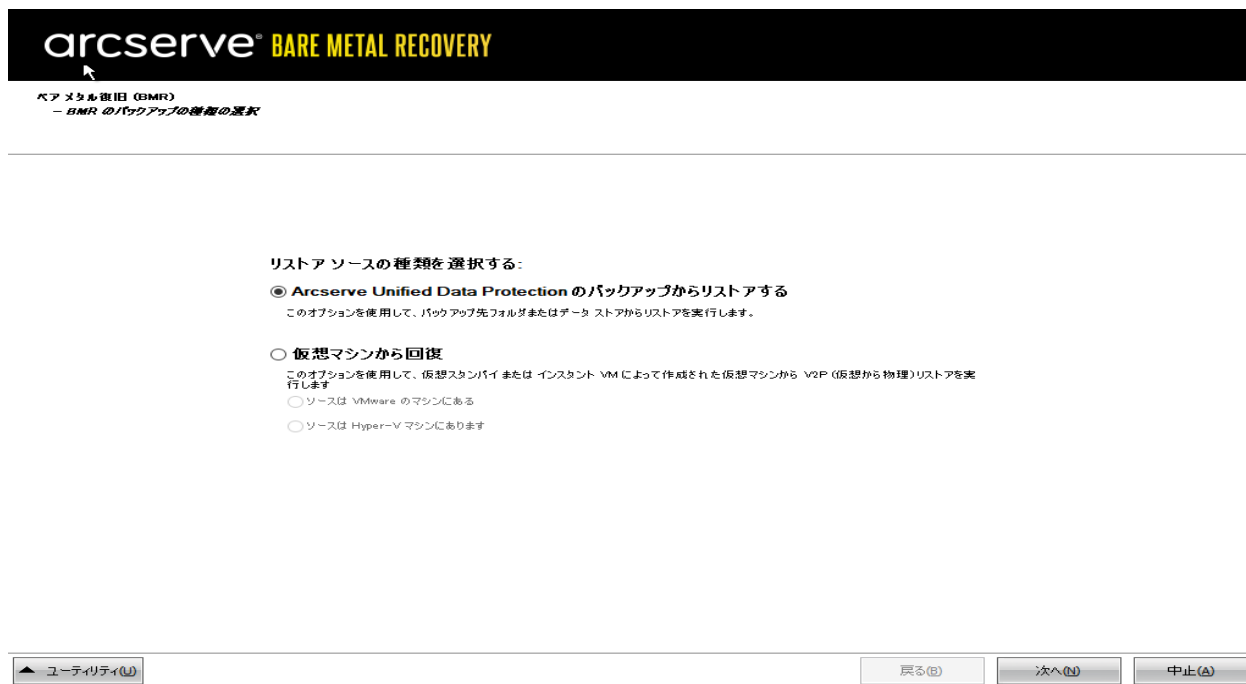 arcserve® BARE METAL RECOVERY
ベア メタル復旧 (BMR)
- BMR のバックアップの種類の選択
リストア ソースの種類を選択する:
Arcserve Unified Data Protection のバックアップからリストアする
このオプションを使用して、バックアップ先フォルダまたはデータ ストアからリストアを実行します。
仮想マシンから回復
このオプションを使用して、仮想スタンバイ または インスタント VM によって作成された仮想マシンから V2P (仮想から物理)リストアを実
行します
ソースは VMware のマシンにある
ソースは Hyper-V マシンにあります
ユーティリティ(U) 戻る(B) 次へ(N) 中止(A)